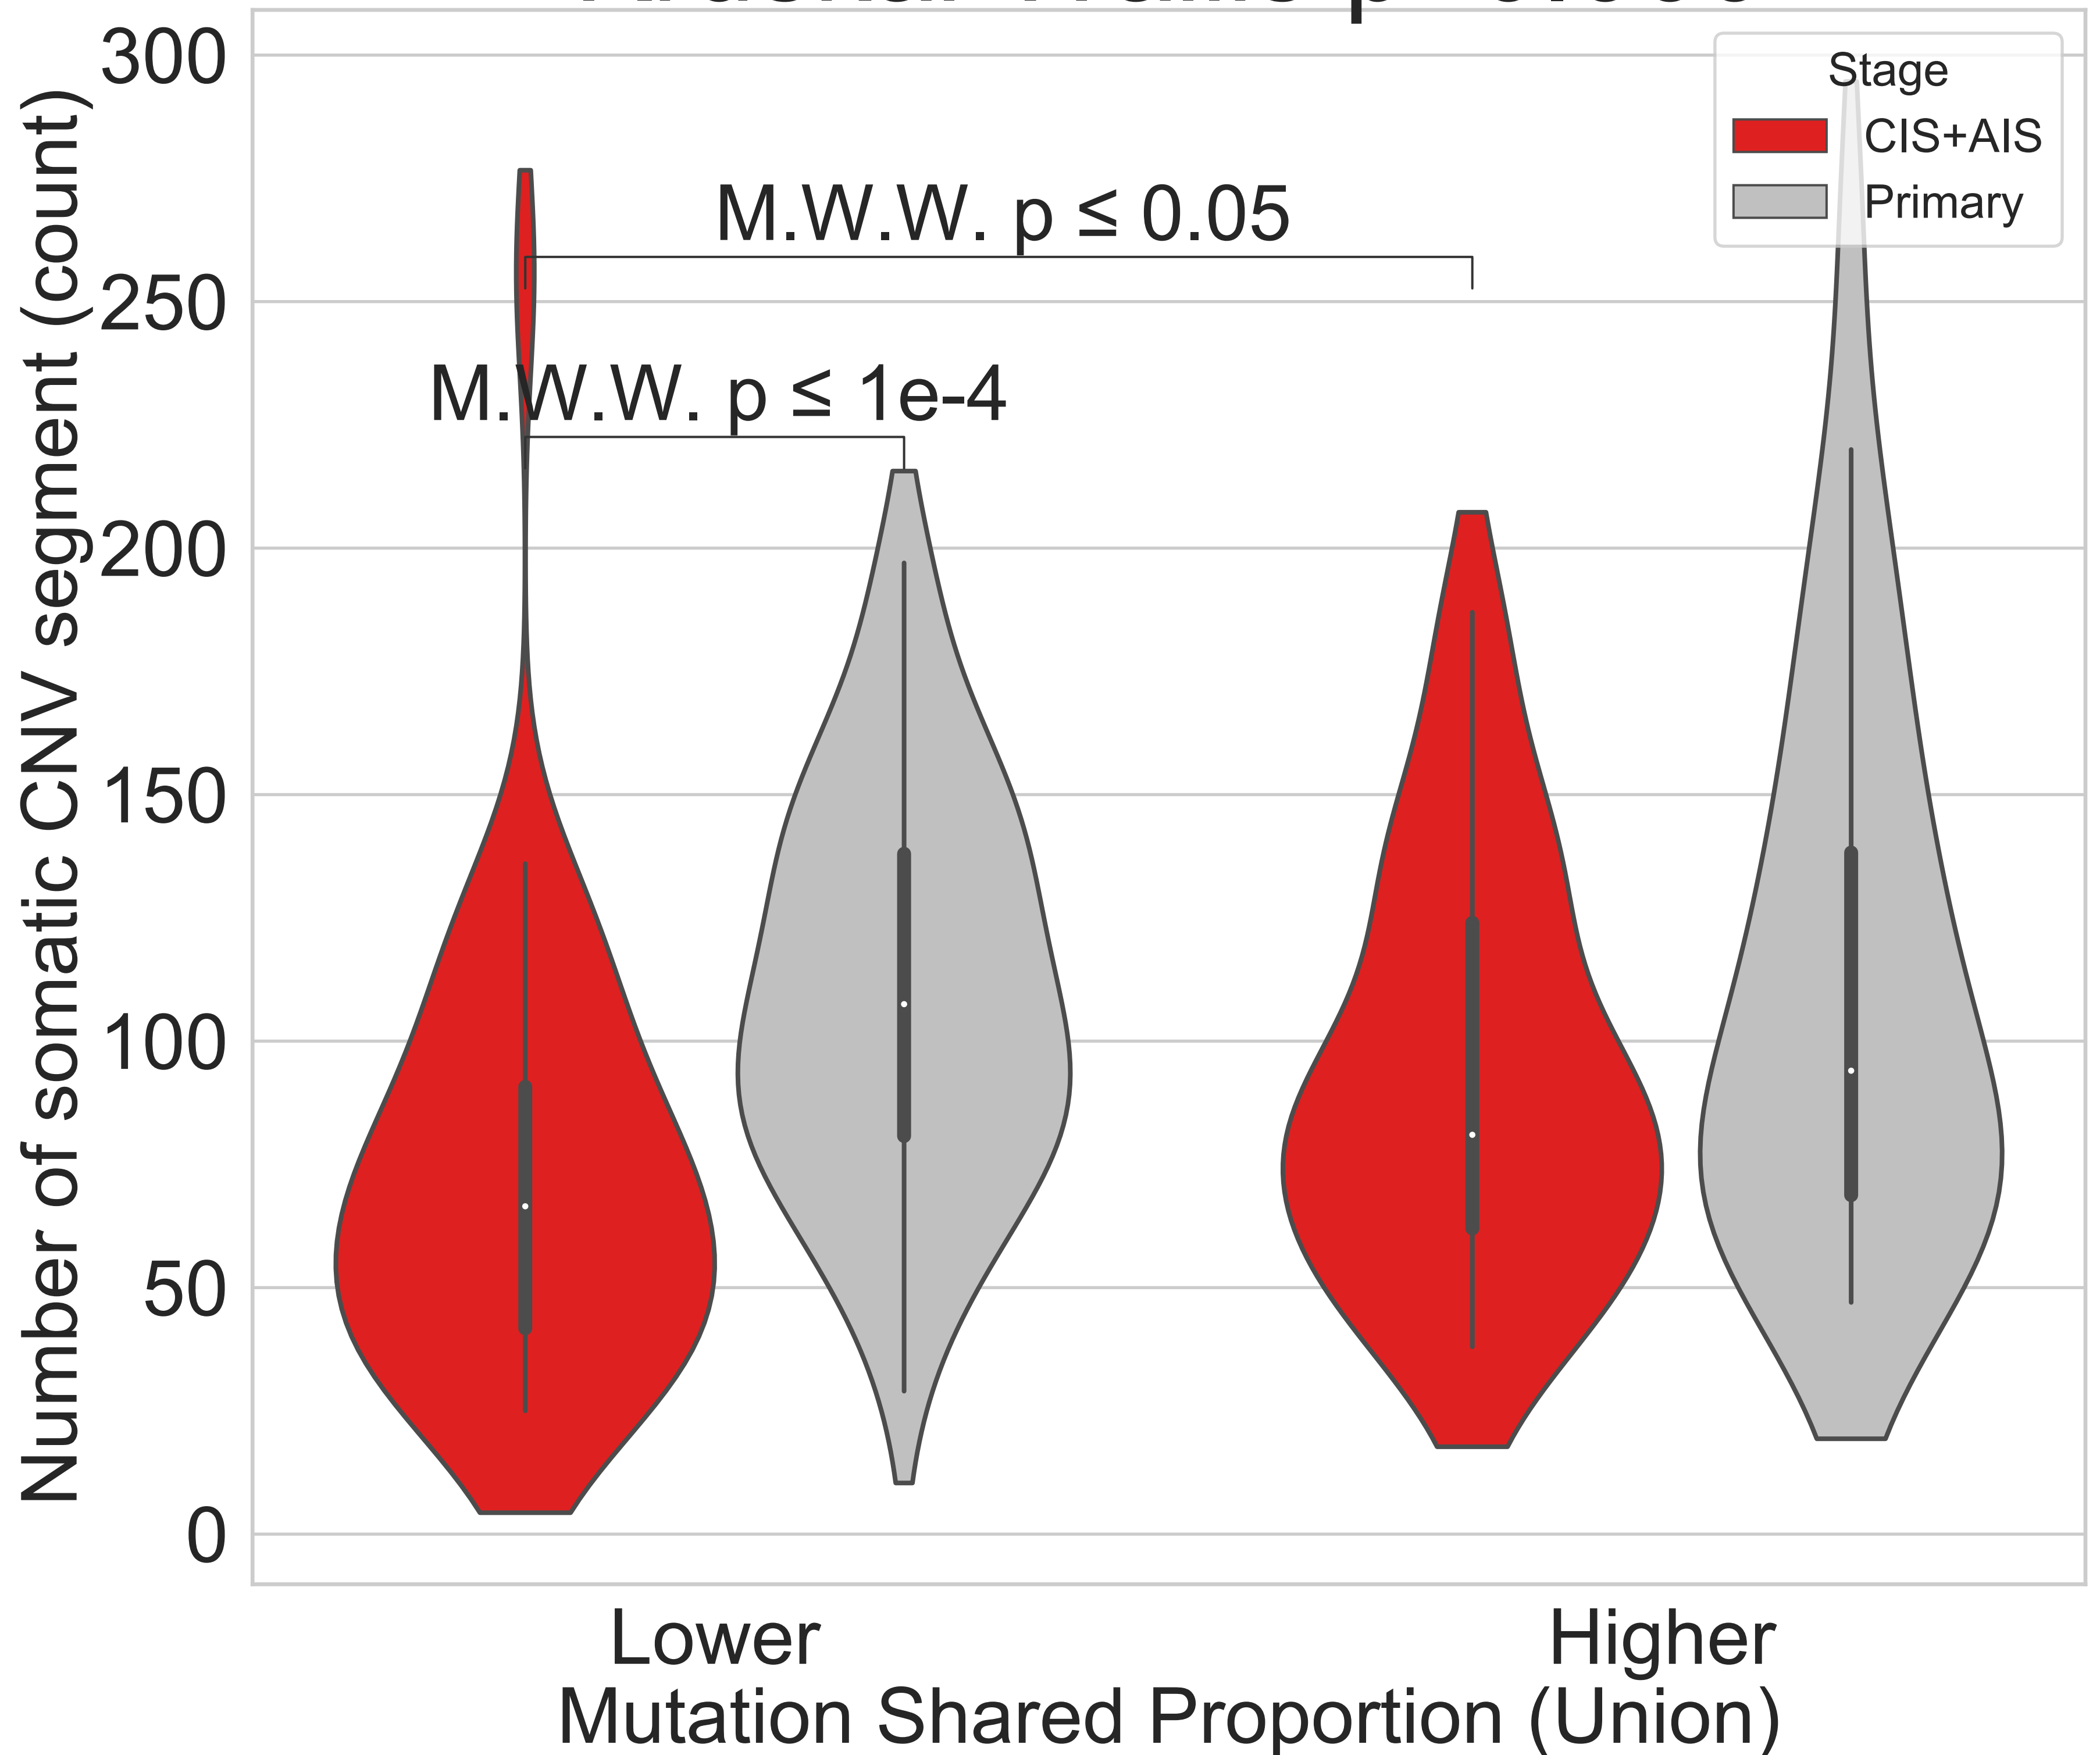 300
250
200
150
100
50
0
Number of somatic CNV segment (count)
Stage
CIS+AIS
Primary
M.W.W. p ≤ 0.05
M.W.W. p ≤ 1e-4
Lower
Higher
Mutation Shared Proportion (Union)